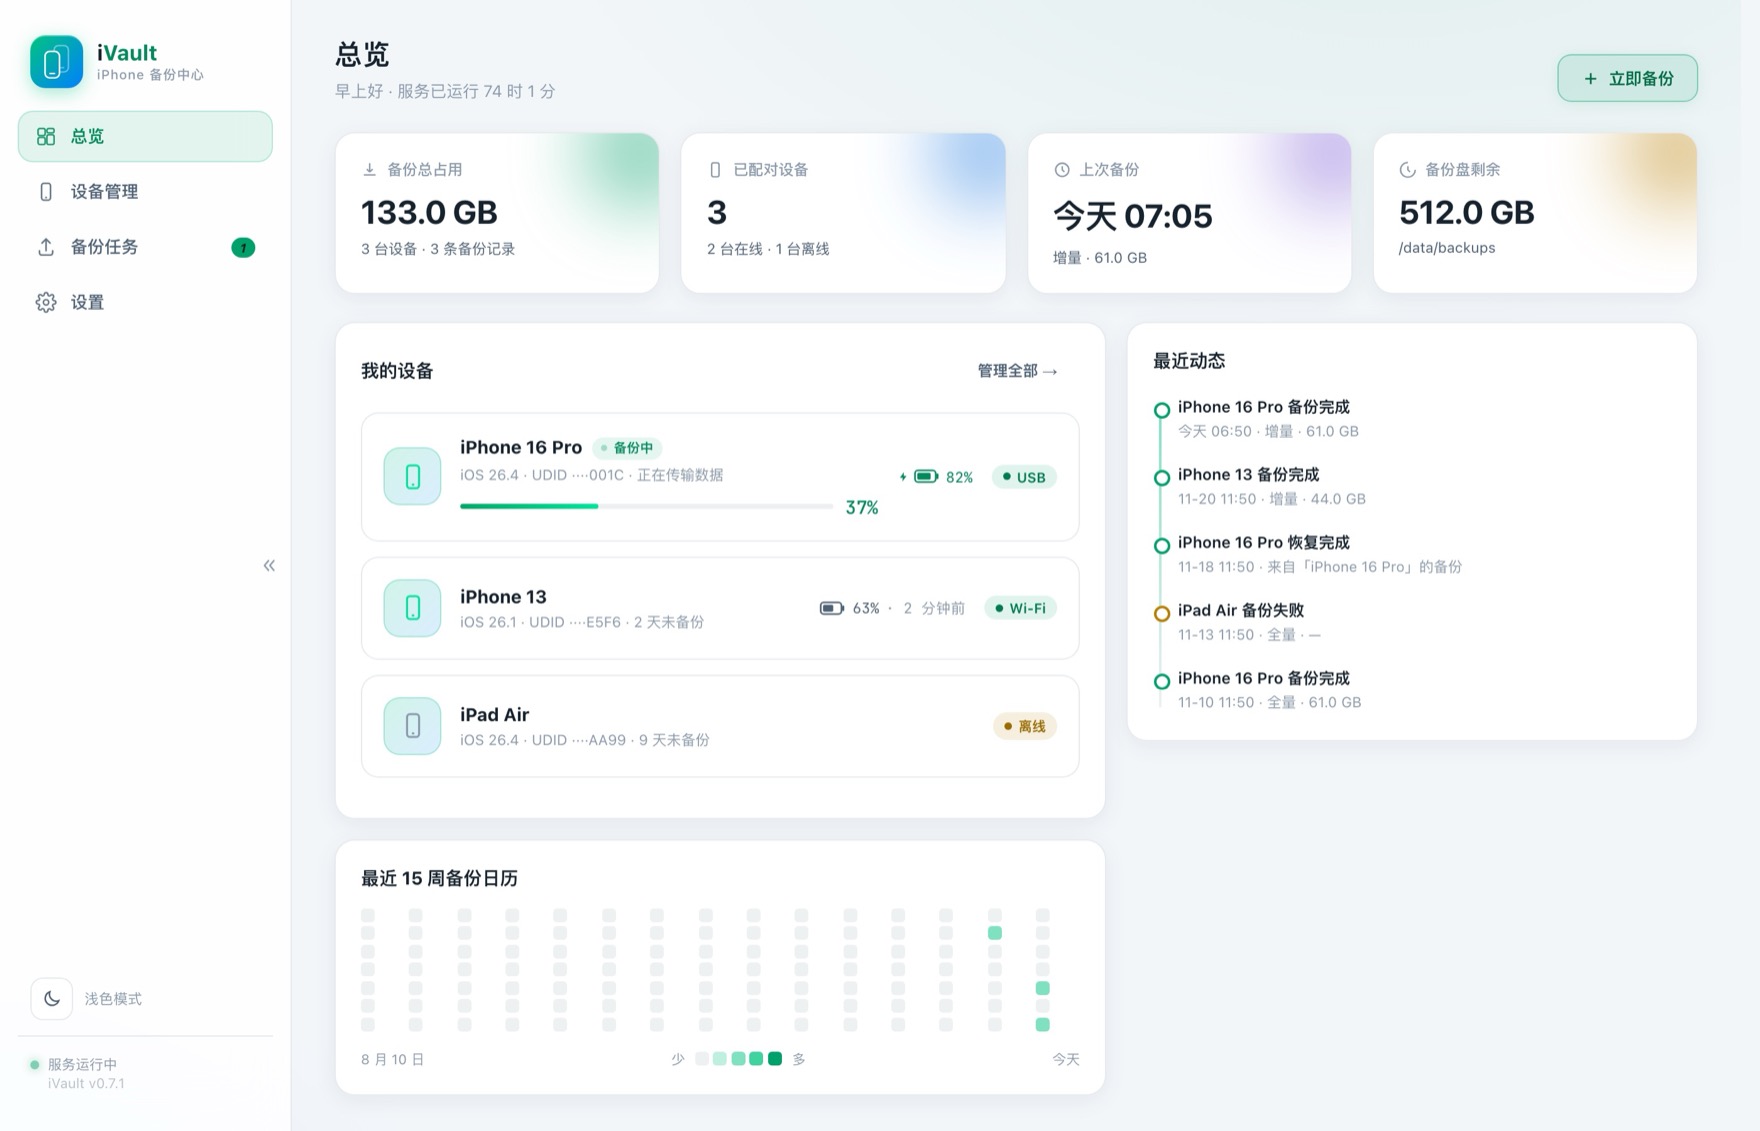 iVault
iPhone 备份中心
总览
设备管理
备份任务
1
设置
«
浅色模式
服务运行中
iVault v0.7.1
总览
早上好 · 服务已运行 74 时 1 分
+ 立即备份
备份总占用
133.0 GB
3 台设备 · 3 条备份记录
已配对设备
3
2 台在线 · 1 台离线
上次备份
今天 07:05
增量 · 61.0 GB
备份盘剩余
512.0 GB
/data/backups
我的设备
管理全部 →
iPhone 16 Pro
备份中
iOS 26.4 · UDID ····001C · 正在传输数据
37%
82%
USB
iPhone 13
iOS 26.1 · UDID ····E5F6 · 2 天未备份
63% · 2 分钟前
Wi-Fi
iPad Air
iOS 26.4 · UDID ····AA99 · 9 天未备份
离线
最近动态
iPhone 16 Pro 备份完成
今天 06:50 · 增量 · 61.0 GB
iPhone 13 备份完成
11-20 11:50 · 增量 · 44.0 GB
iPhone 16 Pro 恢复完成
11-18 11:50 · 来自「iPhone 16 Pro」的备份
iPad Air 备份失败
11-13 11:50 · 全量 · —
iPhone 16 Pro 备份完成
11-10 11:50 · 全量 · 61.0 GB
最近 15 周备份日历
8 月 10 日
少
多
今天